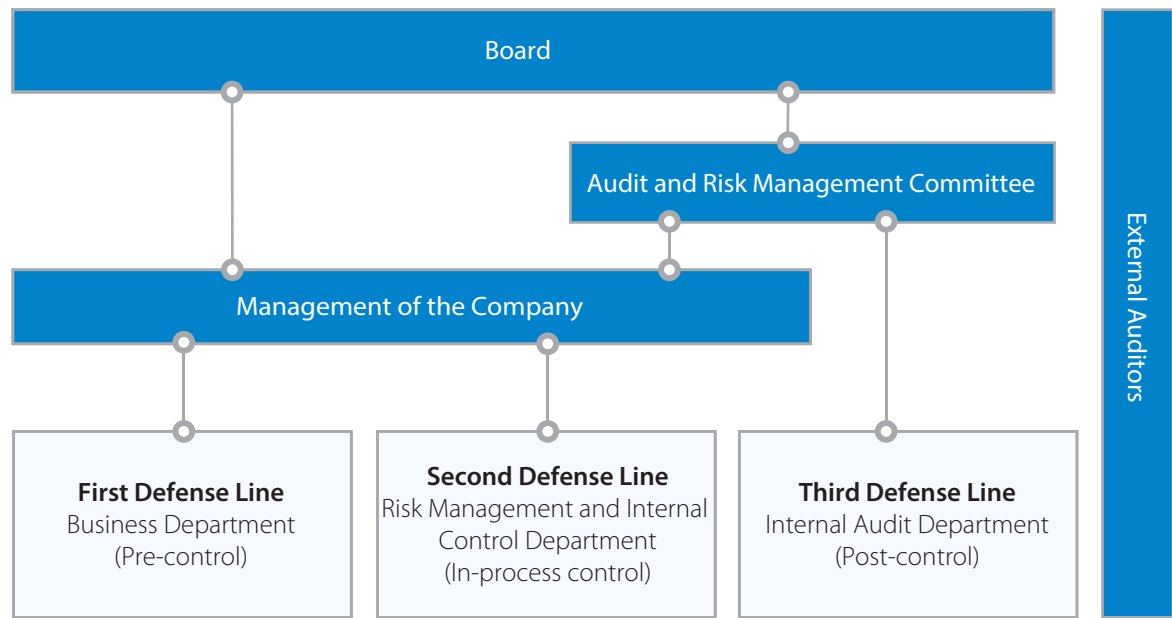 Board
Audit and Risk Management Committee
Management of the Company
First Defense Line
Business Department
(Pre-control)
Second Defense Line
Risk Management and Internal
Control Department
(In-process control)
Third Defense Line
Internal Audit Department
(Post-control)
External Auditors